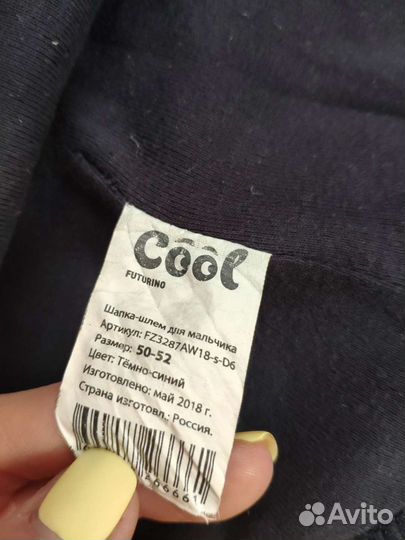 Cool
FUTURINO
Шапка-шлем для мальчика
Артикул: FZ3287AW18-s-D6
Размер: 50-52
Цвет: Тёмно-синий
Изготовлено: май 2018 г.
Страна изготовл.: Россия.
Avito